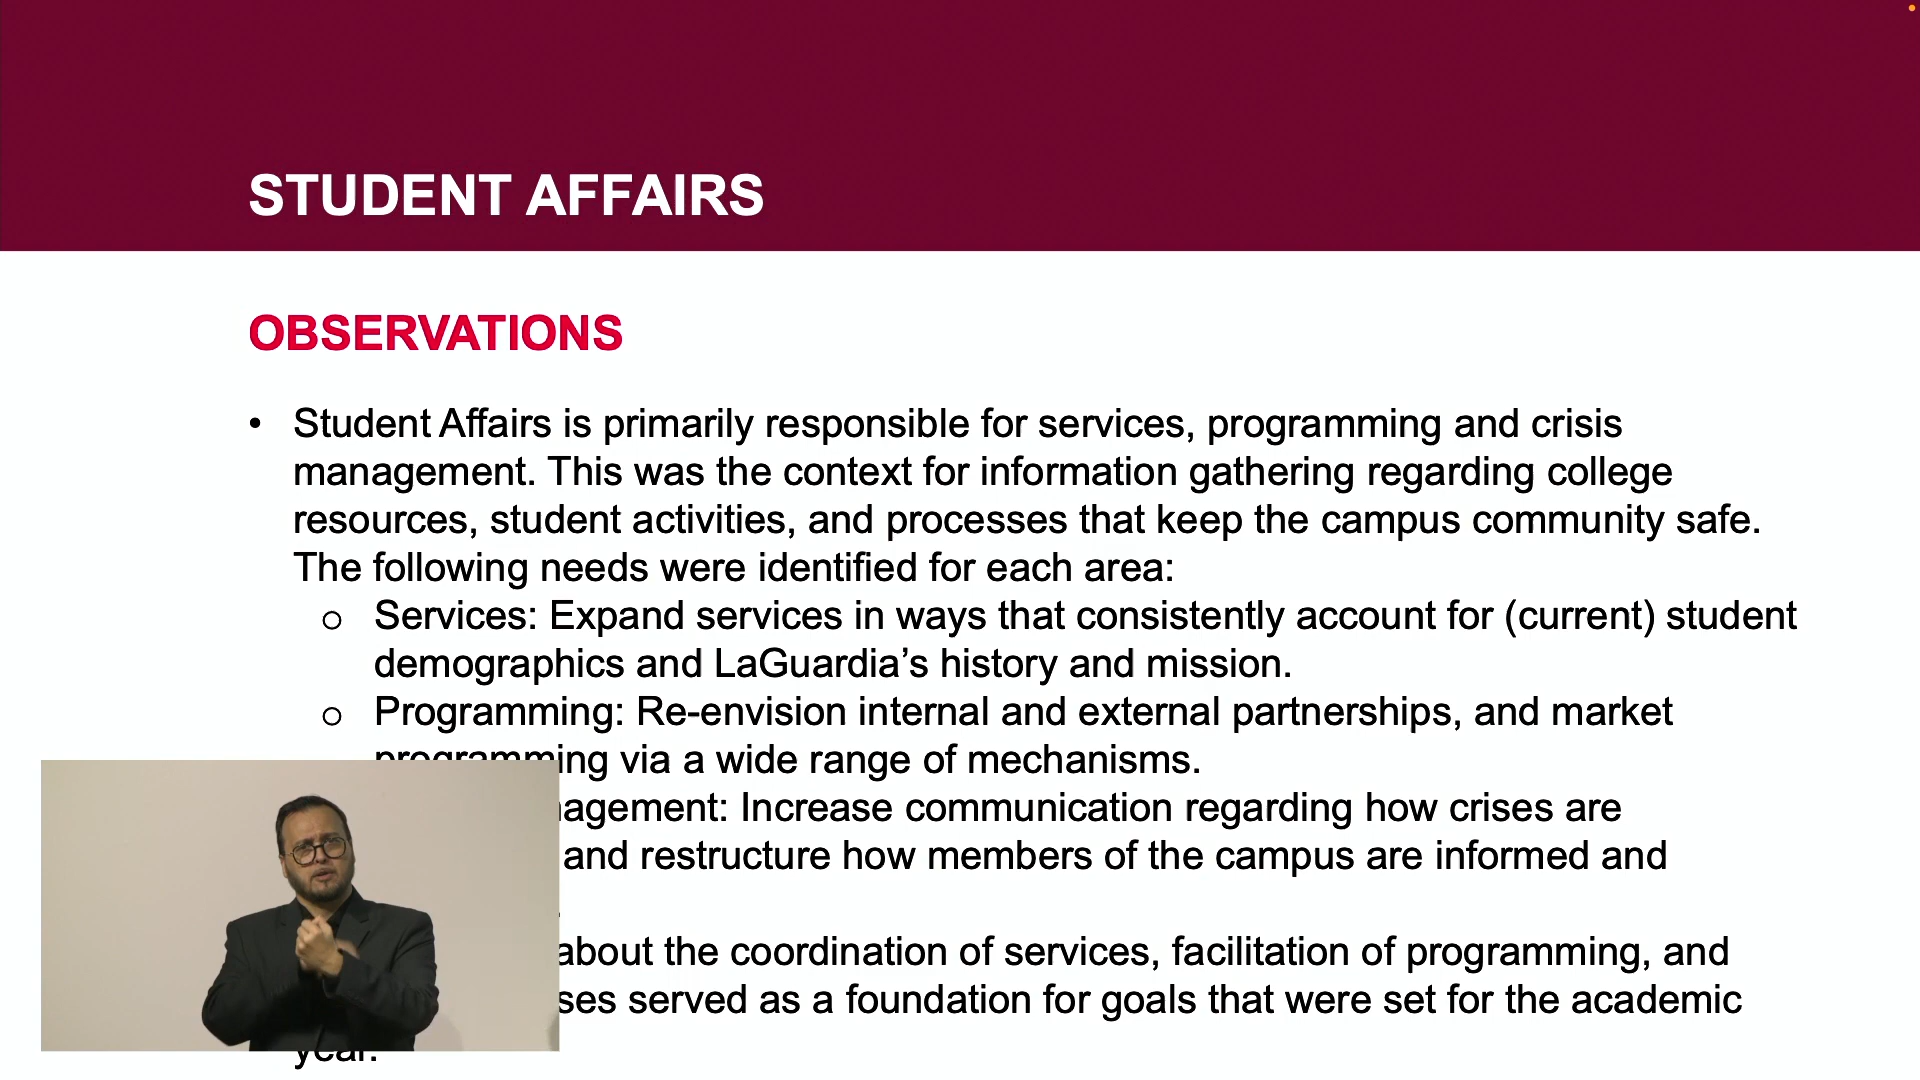 STUDENT AFFAIRS
OBSERVATIONS
• Student Affairs is primarily responsible for services, programming and crisis
management. This was the context for information gathering regarding college
resources, student activities, and processes that keep the campus community safe.
The following needs were identified for each area:
o Services: Expand services in ways that consistently account for (current) student
demographics and LaGuardia’s history and mission.
o Programming: Re-envision internal and external partnerships, and market
programming via a wide range of mechanisms.
Increase communication regarding how crises are
and restructure how members of the campus are informed and
about the coordination of services, facilitation of programming, and
served as a foundation for goals that were set for the academic
year.